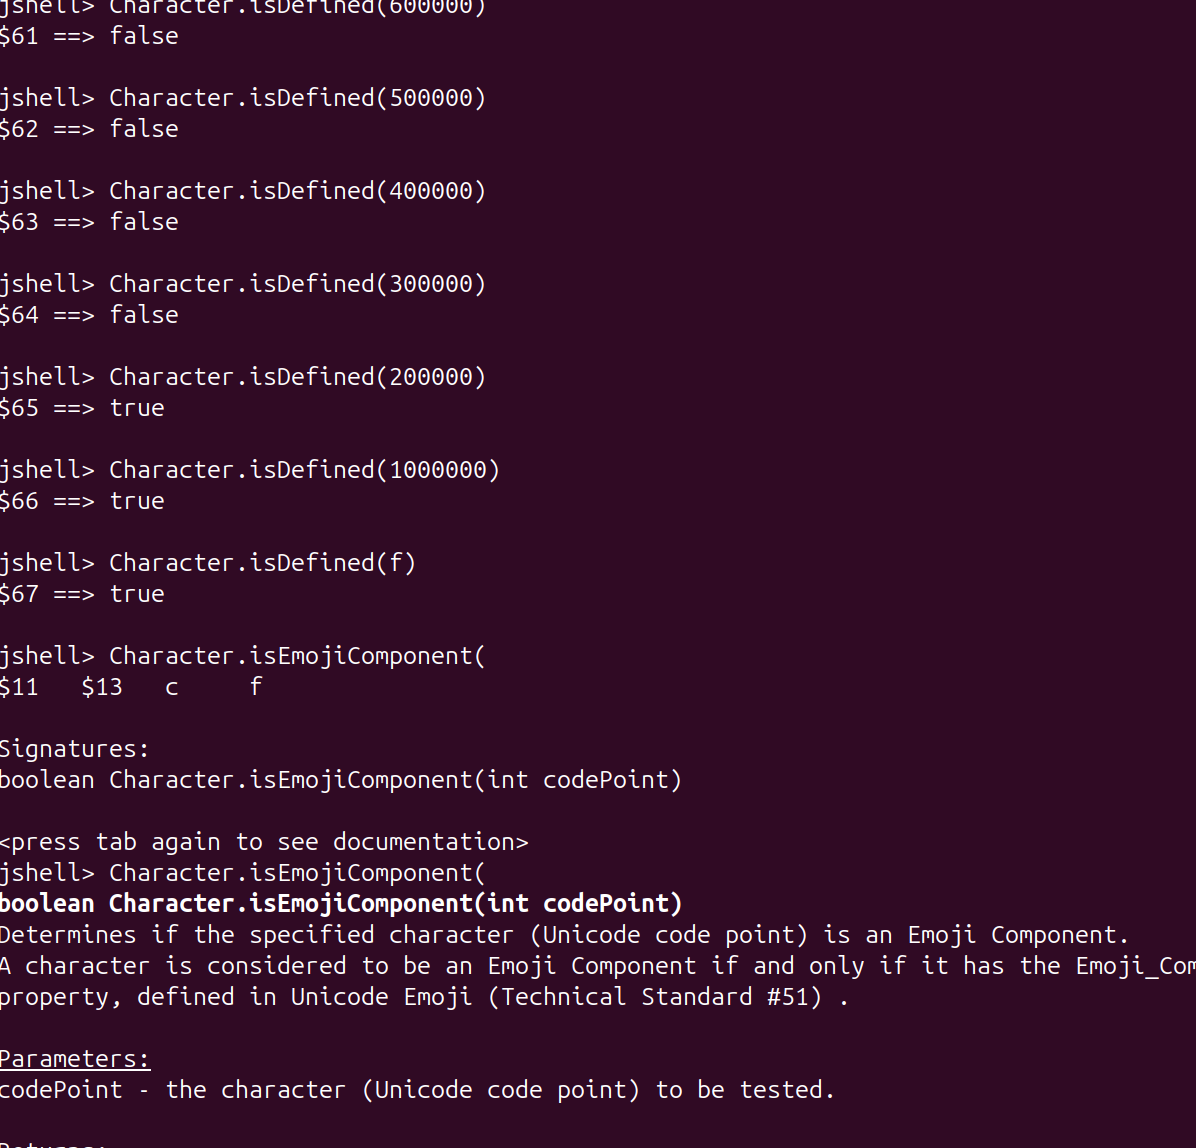 jshell> Character.isDefined(600000)
$61 ==> false
jshell> Character.isDefined(500000)
$62 ==> false
jshell> Character.isDefined(400000)
$63 ==> false
jshell> Character.isDefined(300000)
$64 ==> false
jshell> Character.isDefined(200000)
$65 ==> true
jshell> Character.isDefined(1000000)
$66 ==> true
jshell> Character.isDefined(f)
$67 ==> true
jshell> Character.isEmojiComponent(
$11 $13 c f
Signatures:
boolean Character.isEmojiComponent(int codePoint)
<press tab again to see documentation>
jshell> Character.isEmojiComponent(
boolean Character.isEmojiComponent(int codePoint)
Determines if the specified character (Unicode code point) is an Emoji Component.
A character is considered to be an Emoji Component if and only if it has the Emoji_Com
property, defined in Unicode Emoji (Technical Standard #51) .
Parameters:
codePoint - the character (Unicode code point) to be tested.
Returns: